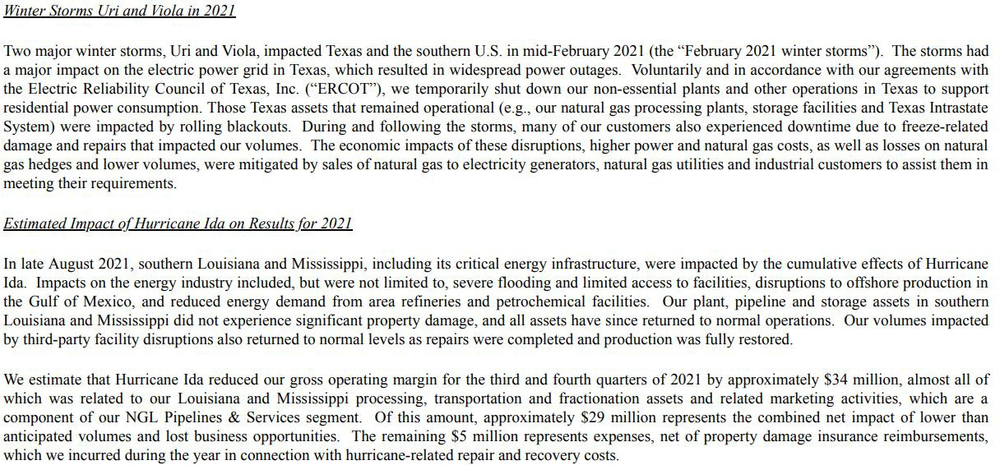 Winter Storms Uri and Viola in 2021
Two major winter storms, Uri and Viola, impacted Texas and the southern U.S. in mid-February 2021 (the “February 2021 winter storms”).  The storms had
a major impact on the electric power grid in Texas, which resulted in widespread power outages.  Voluntarily and in accordance with our agreements with
the Electric Reliability Council of Texas, Inc. (“ERCOT”), we temporarily shut down our non-essential plants and other operations in Texas to support
residential power consumption. Those Texas assets that remained operational (e.g., our natural gas processing plants, storage facilities and Texas Intrastate
System) were impacted by rolling blackouts.  During and following the storms, many of our customers also experienced downtime due to freeze-related
damage and repairs that impacted our volumes.  The economic impacts of these disruptions, higher power and natural gas costs, as well as losses on natural
gas hedges and lower volumes, were mitigated by sales of natural gas to electricity generators, natural gas utilities and industrial customers to assist them in
meeting their requirements.
Estimated Impact of Hurricane Ida on Results for 2021
In late August 2021, southern Louisiana and Mississippi, including its critical energy infrastructure, were impacted by the cumulative effects of Hurricane
Ida.  Impacts on the energy industry included, but were not limited to, severe flooding and limited access to facilities, disruptions to offshore production in
the Gulf of Mexico, and reduced energy demand from area refineries and petrochemical facilities.  Our plant, pipeline and storage assets in southern
Louisiana and Mississippi did not experience significant property damage, and all assets have since returned to normal operations.  Our volumes impacted
by third-party facility disruptions also returned to normal levels as repairs were completed and production was fully restored.
We estimate that Hurricane Ida reduced our gross operating margin for the third and fourth quarters of 2021 by approximately $34 million, almost all of
which was related to our Louisiana and Mississippi processing, transportation and fractionation assets and related marketing activities, which are a
component of our NGL Pipelines & Services segment.  Of this amount, approximately $29 million represents the combined net impact of lower than
anticipated volumes and lost business opportunities.  The remaining $5 million represents expenses, net of property damage insurance reimbursements,
which we incurred during the year in connection with hurricane-related repair and recovery costs.